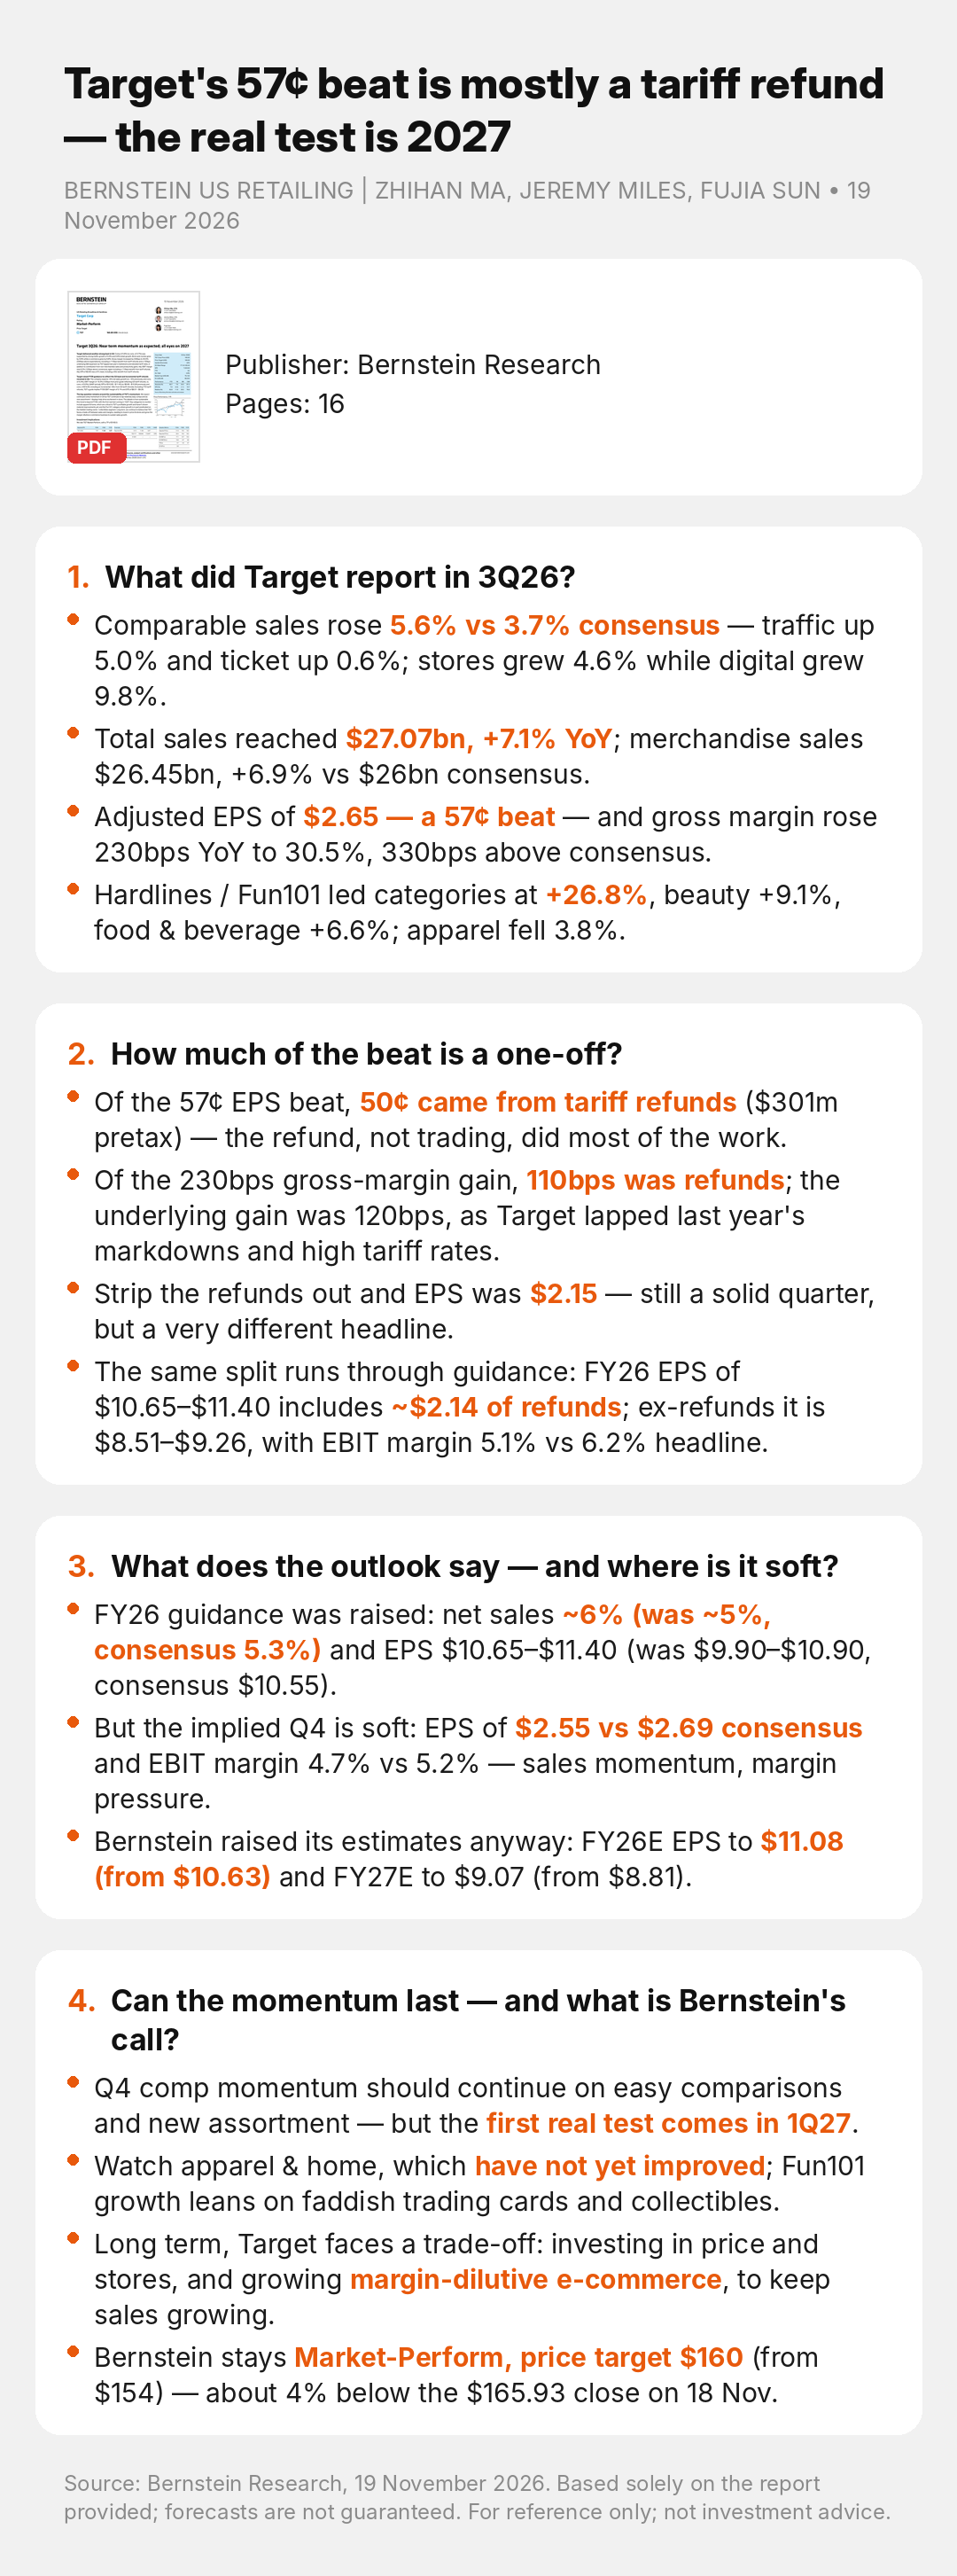 Target's 57¢ beat is mostly a tariff refund
— the real test is 2027
BERNSTEIN US RETAILING | ZHIHAN MA, JEREMY MILES, FUJIA SUN • 19
November 2026
BERNSTEIN
Target 3Q26: Near term momentum as expected, all eyes on 2027
PDF
Publisher: Bernstein Research
Pages: 16
1. What did Target report in 3Q26?
• Comparable sales rose 5.6% vs 3.7% consensus — traffic up
5.0% and ticket up 0.6%; stores grew 4.6% while digital grew
9.8%.
• Total sales reached $27.07bn, +7.1% YoY; merchandise sales
$26.45bn, +6.9% vs $26bn consensus.
• Adjusted EPS of $2.65 — a 57¢ beat — and gross margin rose
230bps YoY to 30.5%, 330bps above consensus.
• Hardlines / Fun101 led categories at +26.8%, beauty +9.1%,
food & beverage +6.6%; apparel fell 3.8%.
2. How much of the beat is a one-off?
• Of the 57¢ EPS beat, 50¢ came from tariff refunds ($301m
pretax) — the refund, not trading, did most of the work.
• Of the 230bps gross-margin gain, 110bps was refunds; the
underlying gain was 120bps, as Target lapped last year's
markdowns and high tariff rates.
• Strip the refunds out and EPS was $2.15 — still a solid quarter,
but a very different headline.
• The same split runs through guidance: FY26 EPS of
$10.65–$11.40 includes ~$2.14 of refunds; ex-refunds it is
$8.51–$9.26, with EBIT margin 5.1% vs 6.2% headline.
3. What does the outlook say — and where is it soft?
• FY26 guidance was raised: net sales ~6% (was ~5%,
consensus 5.3%) and EPS $10.65–$11.40 (was $9.90–$10.90,
consensus $10.55).
• But the implied Q4 is soft: EPS of $2.55 vs $2.69 consensus
and EBIT margin 4.7% vs 5.2% — sales momentum, margin
pressure.
• Bernstein raised its estimates anyway: FY26E EPS to $11.08
(from $10.63) and FY27E to $9.07 (from $8.81).
4. Can the momentum last — and what is Bernstein's
call?
• Q4 comp momentum should continue on easy comparisons
and new assortment — but the first real test comes in 1Q27.
• Watch apparel & home, which have not yet improved; Fun101
growth leans on faddish trading cards and collectibles.
• Long term, Target faces a trade-off: investing in price and
stores, and growing margin-dilutive e-commerce, to keep
sales growing.
• Bernstein stays Market-Perform, price target $160 (from
$154) — about 4% below the $165.93 close on 18 Nov.
Source: Bernstein Research, 19 November 2026. Based solely on the report
provided; forecasts are not guaranteed. For reference only; not investment advice.